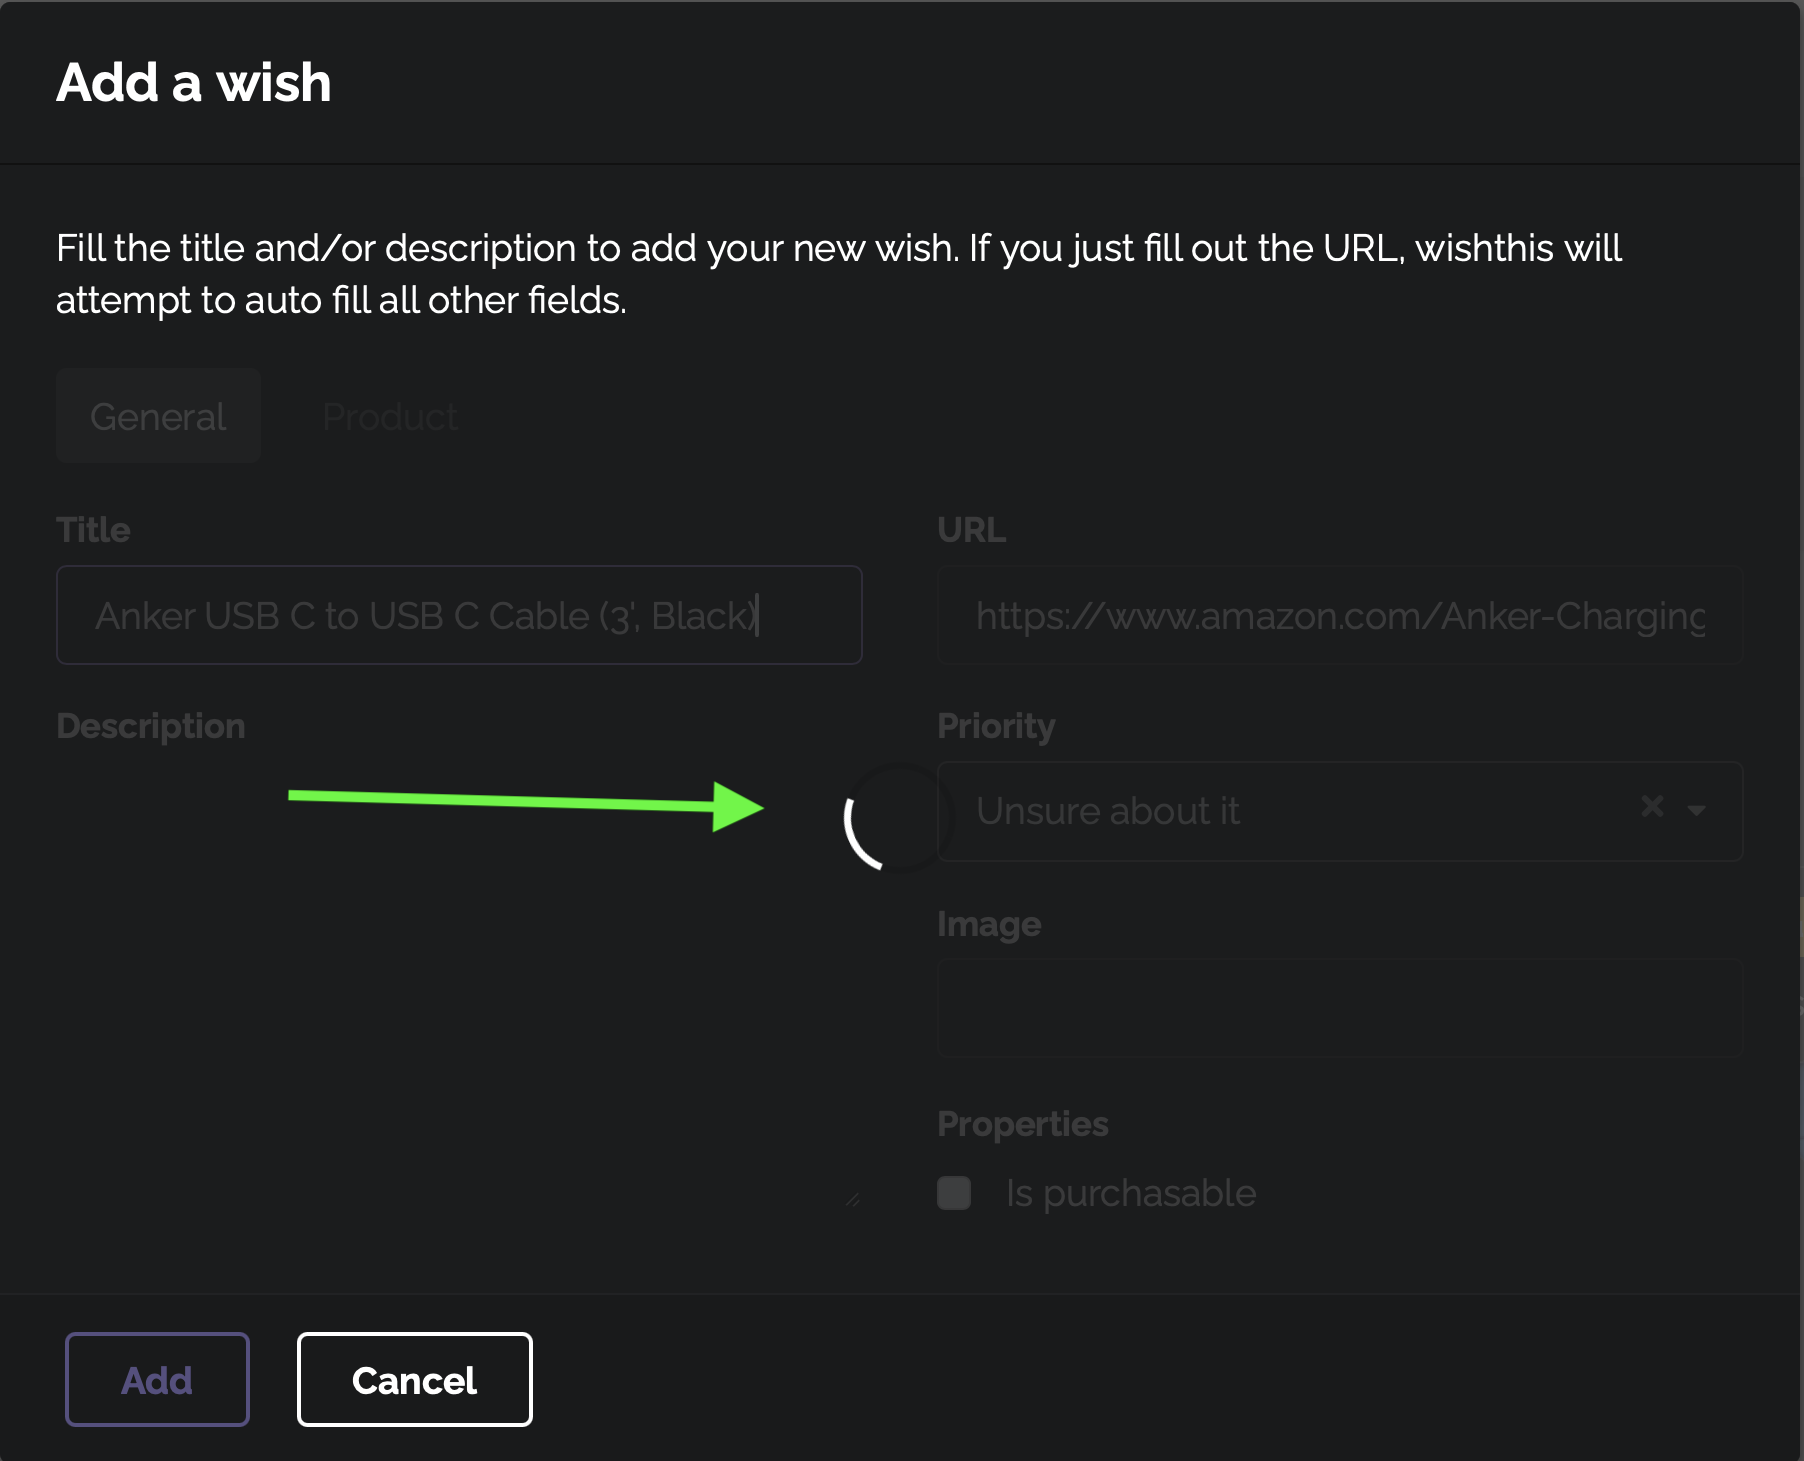 Add a wish
Fill the title and/or description to add your new wish. If you just fill out the URL, wishthis will
attempt to auto fill all other fields.
General
Product
Title
URL
Anker USB C to USB C Cable (3', Black)
https://www.amazon.com/Anker-Charging
Description
Priority
Unsure about it
Image
Properties
Is purchasable
Add
Cancel